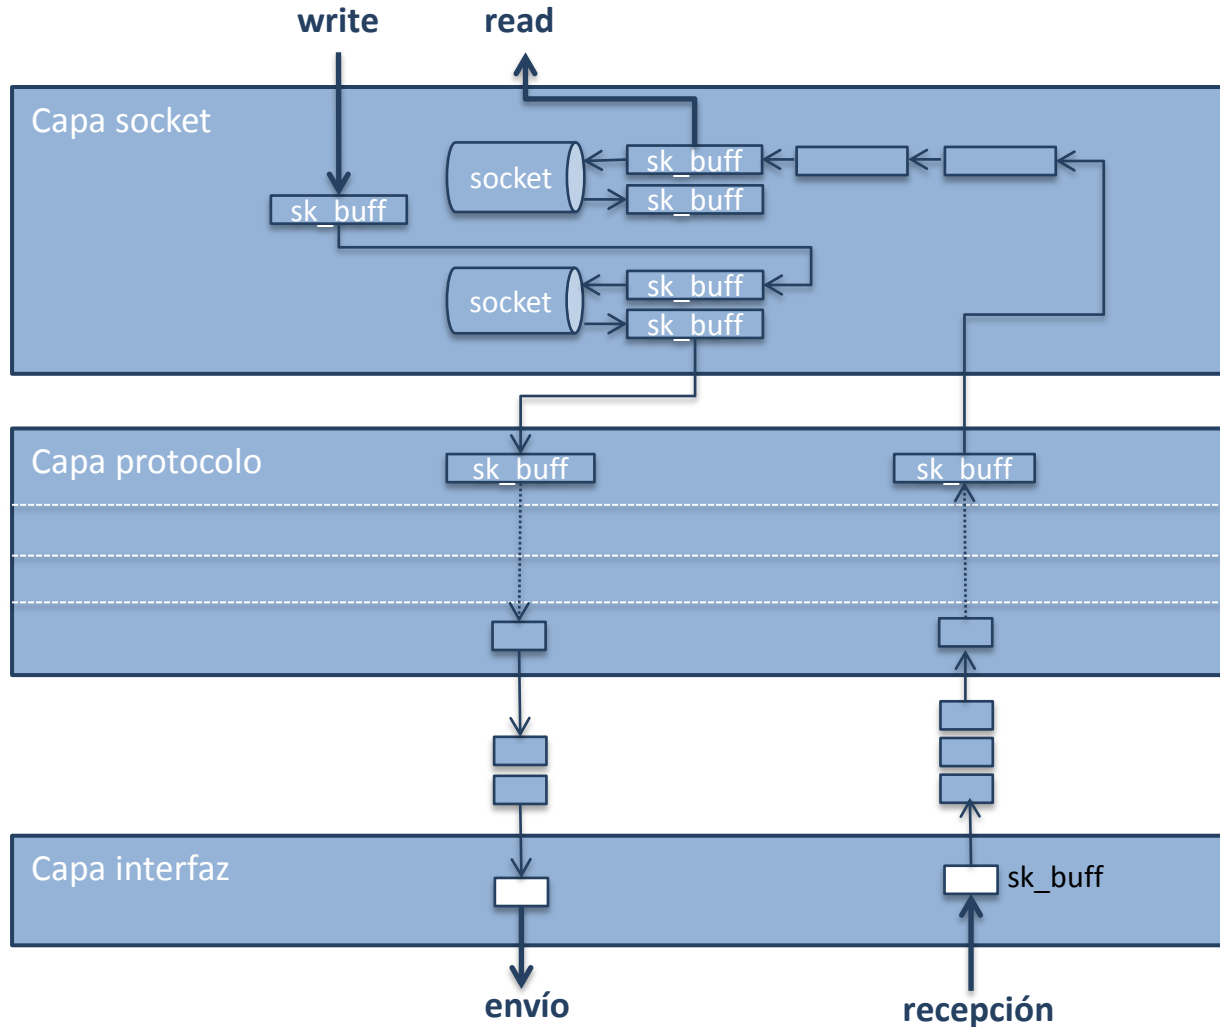 write
read
Capa socket
socket
sk_buff
sk_buff
sk_buff
socket
sk_buff
sk_buff
Capa protocolo
sk_buff
sk_buff
Capa interfaz
sk_buff
envío
recepción